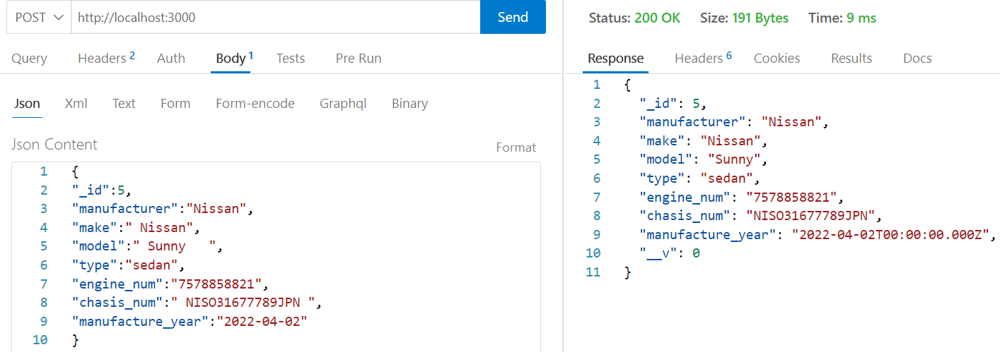 POST http://localhost:3000 Send
Query Headers 2 Auth Body 1 Tests Pre Run
Json Xml Text Form Form-encode Graphql Binary
Json Content Format
1 {
2 "_id":5,
3 "manufacturer":"Nissan",
4 "make":" Nissan",
5 "model":" Sunny   ",
6 "type":"sedan",
7 "engine_num":"7578858821",
8 "chasis_num":" NISO31677789JPN ",
9 "manufacture_year":"2022-04-02"
10 }
Status: 200 OK Size: 191 Bytes Time: 9 ms
Response Headers 6 Cookies Results Docs
1 {
2 "_id": 5,
3 "manufacturer": "Nissan",
4 "make": "Nissan",
5 "model": "Sunny",
6 "type": "sedan",
7 "engine_num": "7578858821",
8 "chasis_num": "NISO31677789JPN",
9 "manufacture_year": "2022-04-02T00:00:00.000Z",
10 "__v": 0
11 }